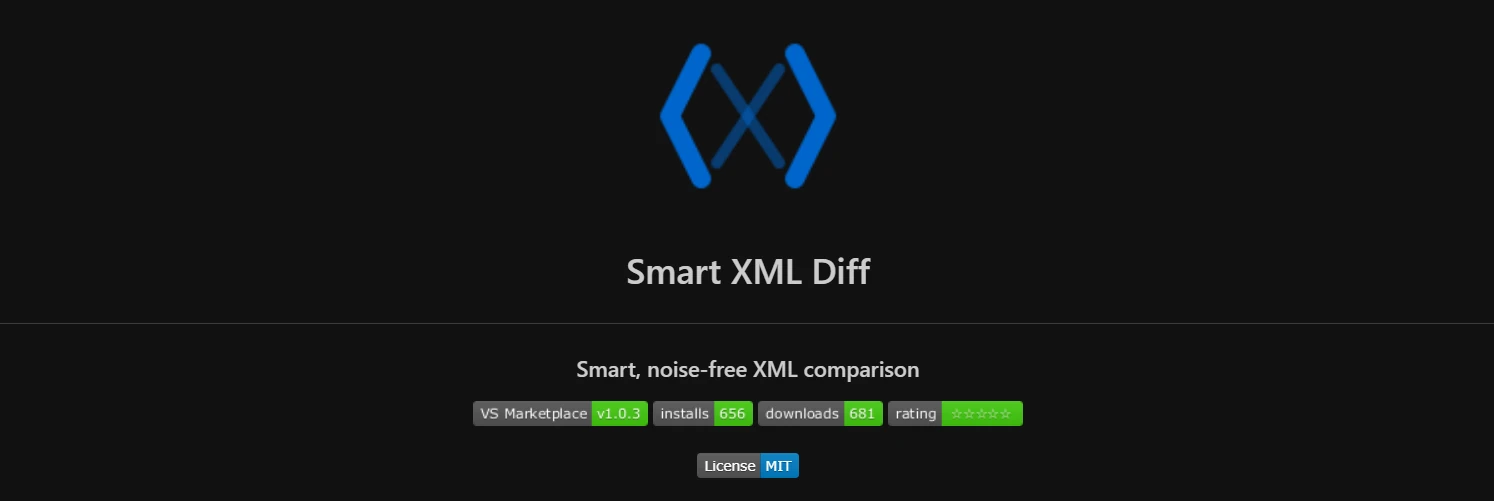 Smart XML Diff
Smart, noise-free XML comparison
VS Marketplace v1.0.3 installs 656 downloads 681 rating ☆☆☆☆☆
License MIT